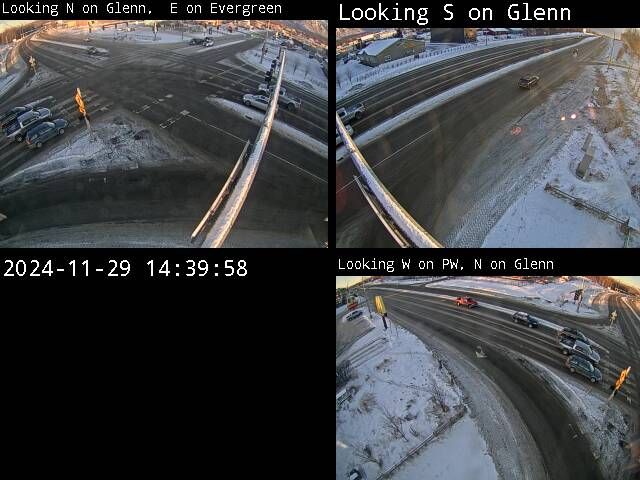 Looking N on Glenn,  E on Evergreen
Looking S on Glenn
2024-11-29 14:39:58
Looking W on PW, N on Glenn